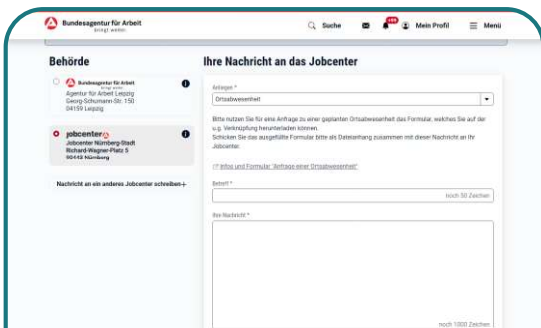 Bundesagentur für Arbeit
bringt weiter.
Suche
Mein Profil
Menü
Behörde
Bundesagentur für Arbeit
bringt weiter.
Agentur für Arbeit Leipzig
Georg-Schumann-Str. 150
04159 Leipzig
jobcenter
Jobcenter Nürnberg-Stadt
Richard-Wagner-Platz 5
90443 Nürnberg
Nachricht an ein anderes Jobcenter schreiben+
Ihre Nachricht an das Jobcenter
Anliegen *
Ortsabwesenheit
Bitte nutzen Sie für eine Anfrage zu einer geplanten Ortsabwesenheit das Formular, welches Sie auf der
u.g. Verknüpfung herunterladen können.
Schicken Sie das ausgefüllte Formular bitte als Dateianhang zusammen mit dieser Nachricht an Ihr
Jobcenter.
Infos und Formular "Anfrage einer Ortsabwesenheit"
Betreff *
noch 50 Zeichen
Ihre Nachricht *
noch 1000 Zeichen